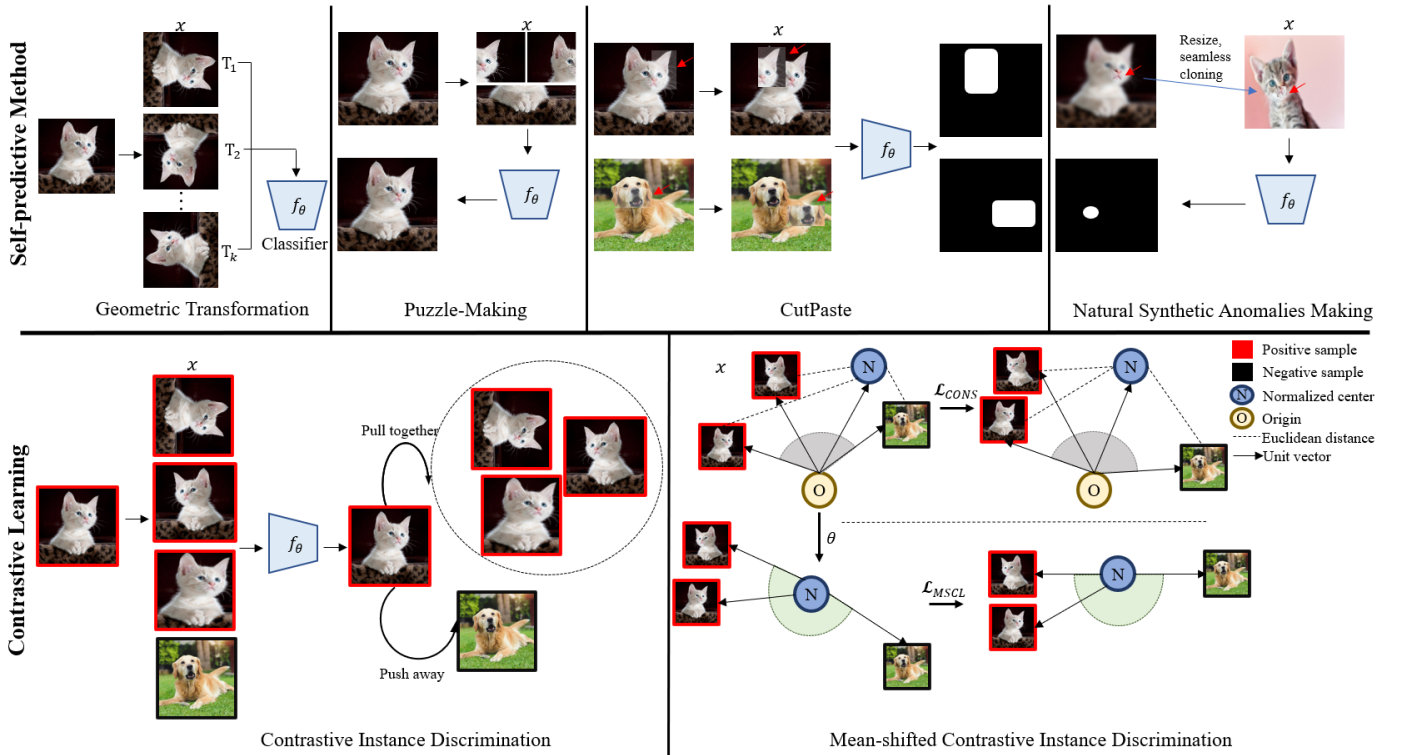 Self-predictive Method
x
T1
T2
⋮
Tk
fθ
Classifier
Geometric Transformation
fθ
Puzzle-Making
x
fθ
CutPaste
Resize,
seamless
cloning
x
fθ
Natural Synthetic Anomalies Making
Contrastive Learning
x
fθ
Pull together
Push away
Contrastive Instance Discrimination
x
N
O
ℒCONS
N
O
θ
N
ℒMSCL
N
Positive sample
Negative sample
N Normalized center
O Origin
Euclidean distance
Unit vector
Mean-shifted Contrastive Instance Discrimination